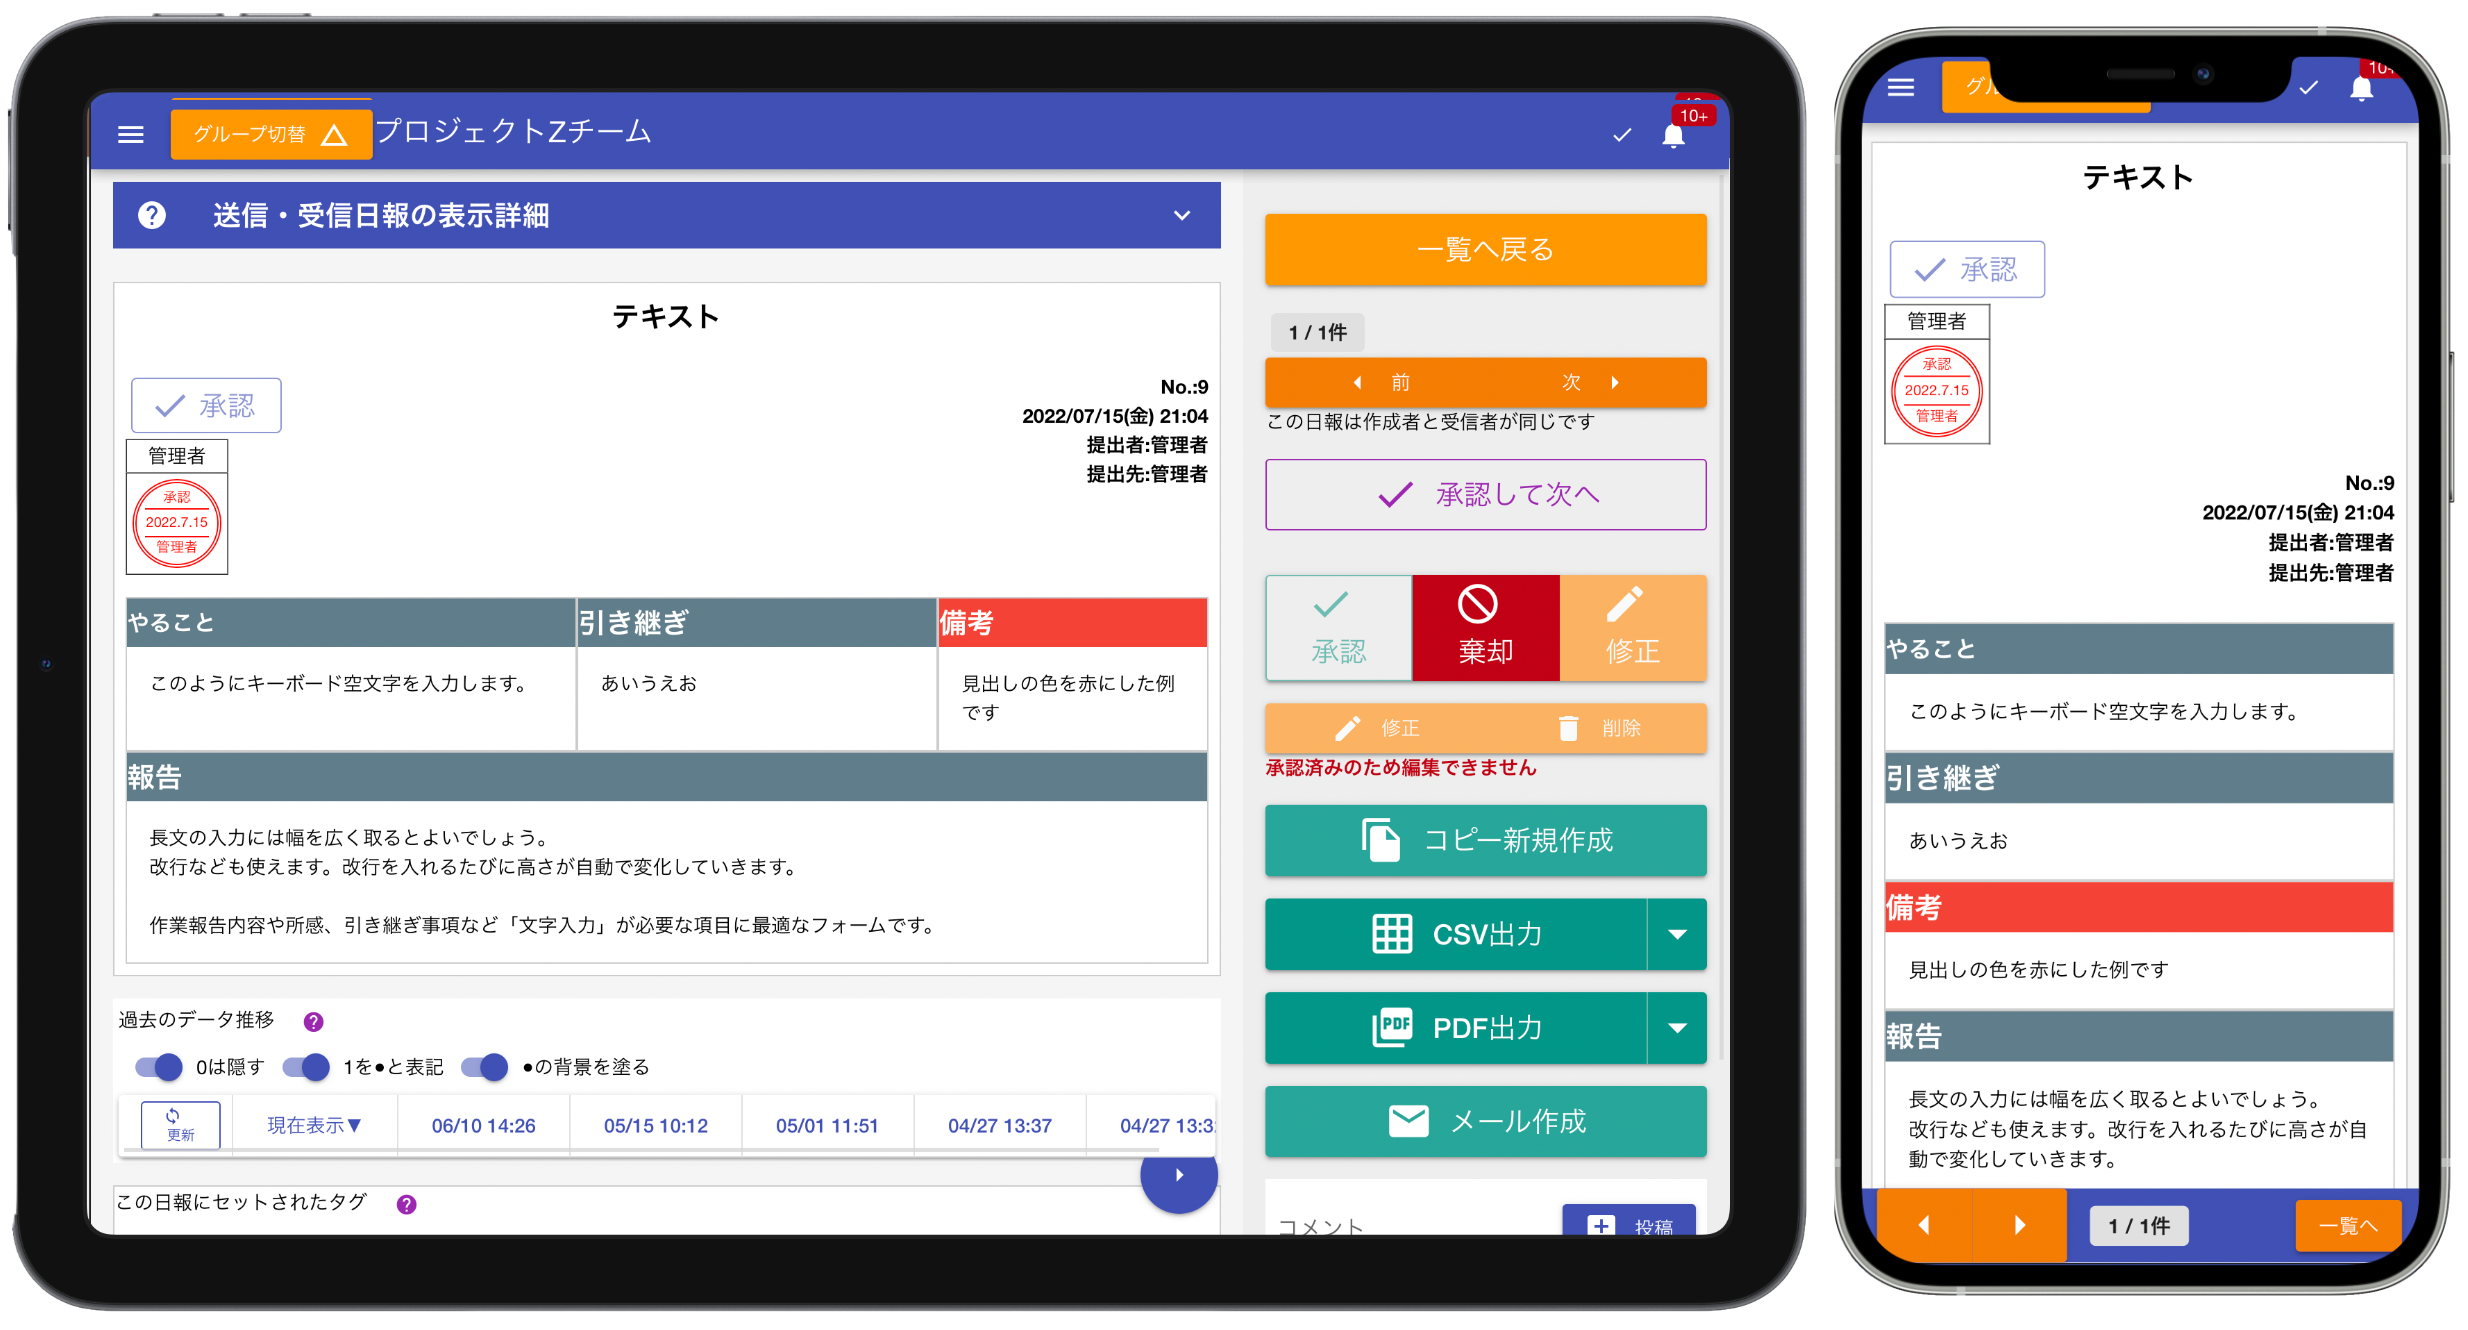 グループ切替 プロジェクトZチーム
10+
送信・受信日報の表示詳細
テキスト
承認
管理者
承認
2022.7.15
管理者
No.:9
2022/07/15(金) 21:04
提出者:管理者
提出先:管理者
やること 引き継ぎ 備考
このようにキーボード空文字を入力します。 あいうえお 見出しの色を赤にした例
です
報告
長文の入力には幅を広く取るとよいでしょう。
改行なども使えます。改行を入れるたびに高さが自動で変化していきます。
作業報告内容や所感、引き継ぎ事項など「文字入力」が必要な項目に最適なフォームです。
過去のデータ推移 ?
0は隠す 1を●と表記 ●の背景を塗る
更新 現在表示▼ 06/10 14:26 05/15 10:12 05/01 11:51 04/27 13:37 04/27 13:3
この日報にセットされたタグ ?
一覧へ戻る
1 / 1件
前 次
この日報は作成者と受信者が同じです
承認して次へ
承認 棄却 修正
修正 削除
承認済みのため編集できません
コピー新規作成
CSV出力
PDF PDF出力
メール作成
コメント 投稿
グル
10+
テキスト
承認
管理者
承認
2022.7.15
管理者
No.:9
2022/07/15(金) 21:04
提出者:管理者
提出先:管理者
やること
このようにキーボード空文字を入力します。
引き継ぎ
あいうえお
備考
見出しの色を赤にした例です
報告
長文の入力には幅を広く取るとよいでしょう。
改行なども使えます。改行を入れるたびに高さが自
動で変化していきます。
1 / 1件 一覧へ